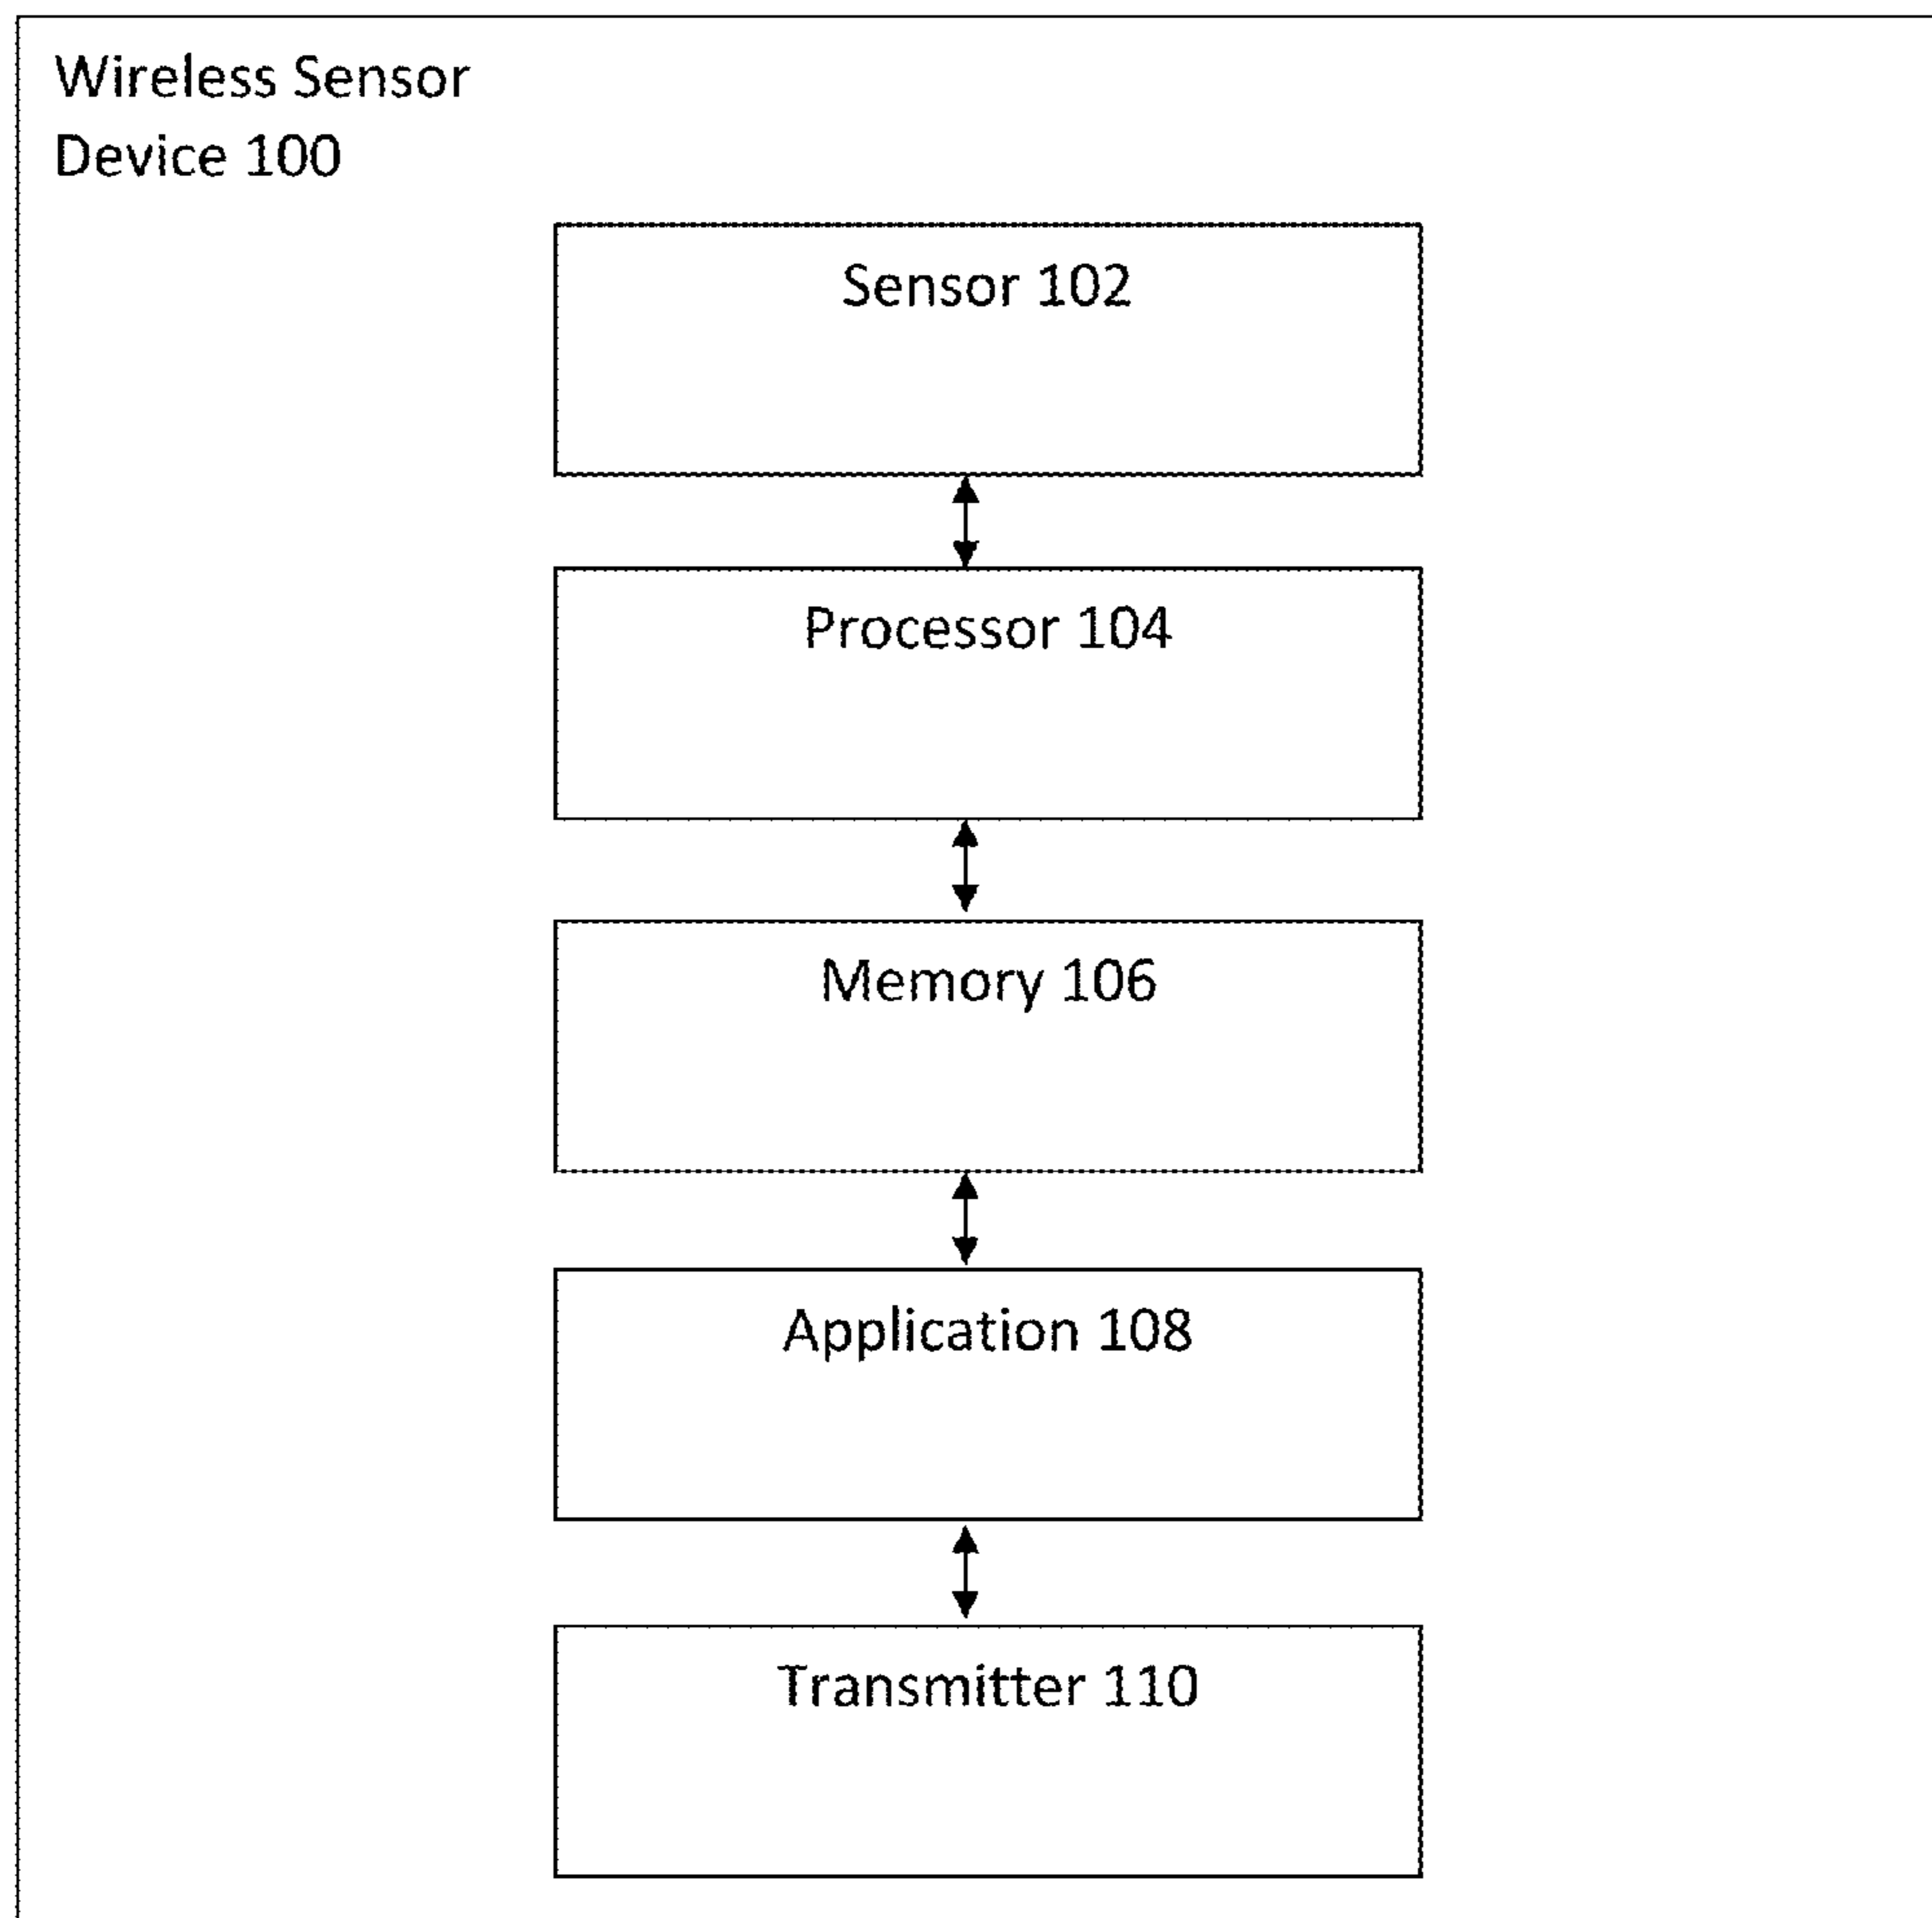 Wireless Sensor
Device 100
Sensor 102
Processor 104
Memory 106
Application 108
Transmitter 110